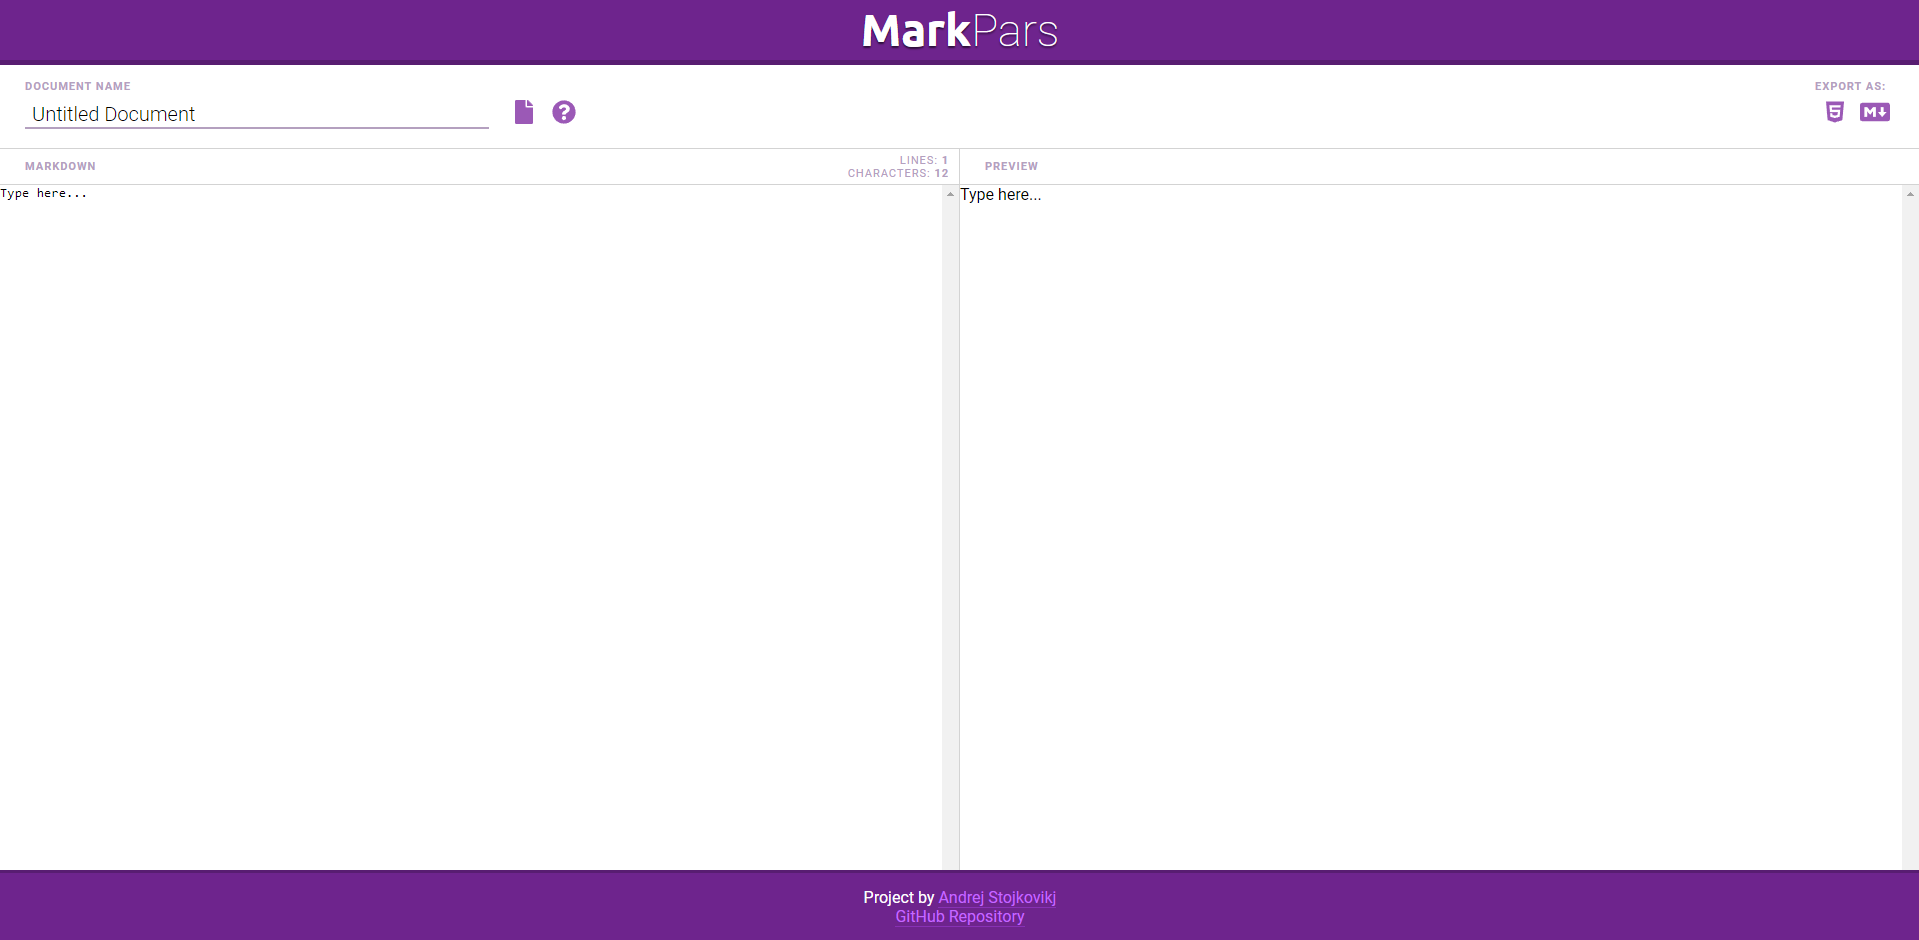 MarkPars
DOCUMENT NAME
Untitled Document
EXPORT AS:
MARKDOWN
LINES: 1
CHARACTERS: 12
PREVIEW
Type here...
Type here...
Project by Andrej Stojkovikj
GitHub Repository